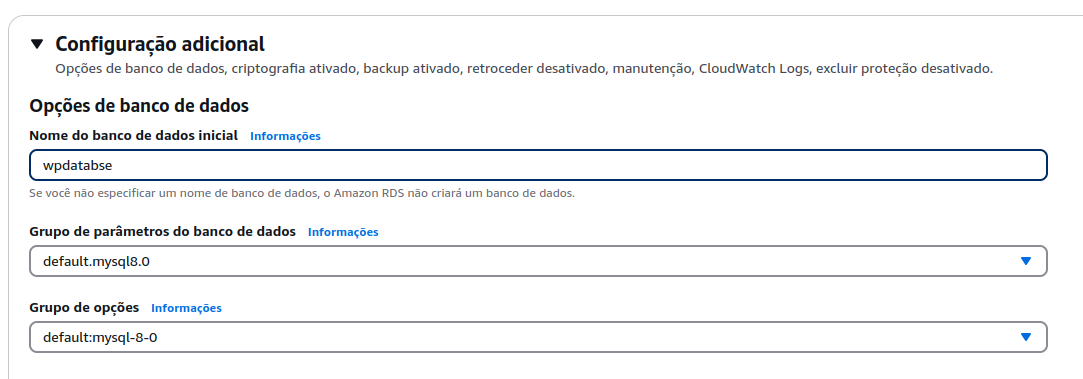 Configuração adicional
Opções de banco de dados, criptografia ativado, backup ativado, retroceder desativado, manutenção, CloudWatch Logs, excluir proteção desativado.
Opções de banco de dados
Nome do banco de dados inicial Informações
wpdatabse
Se você não especificar um nome de banco de dados, o Amazon RDS não criará um banco de dados.
Grupo de parâmetros do banco de dados Informações
default.mysql8.0
Grupo de opções Informações
default:mysql-8-0